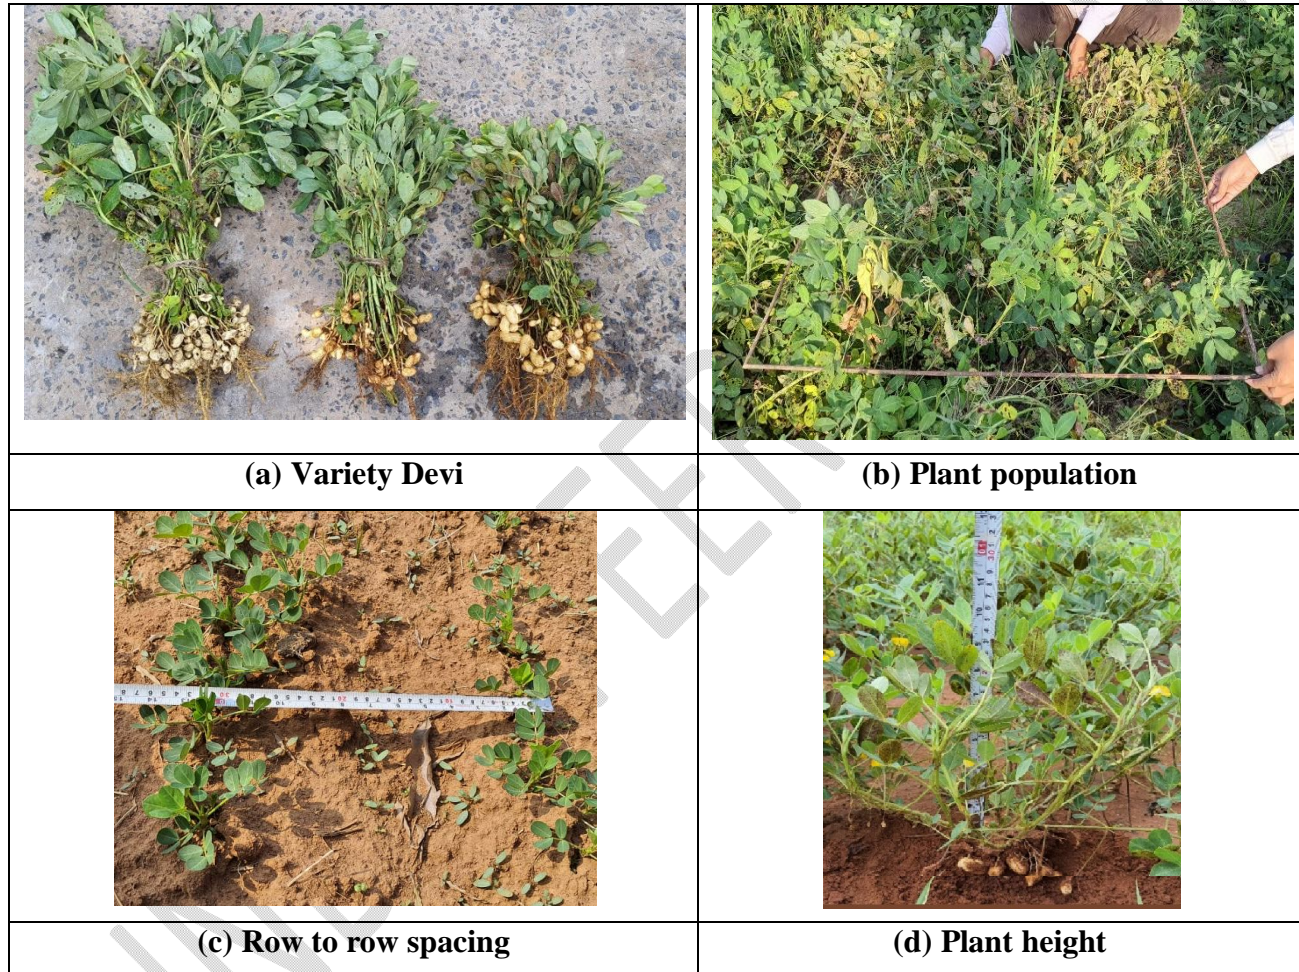 (a) Variety Devi
(b) Plant population
(c) Row to row spacing
(d) Plant height